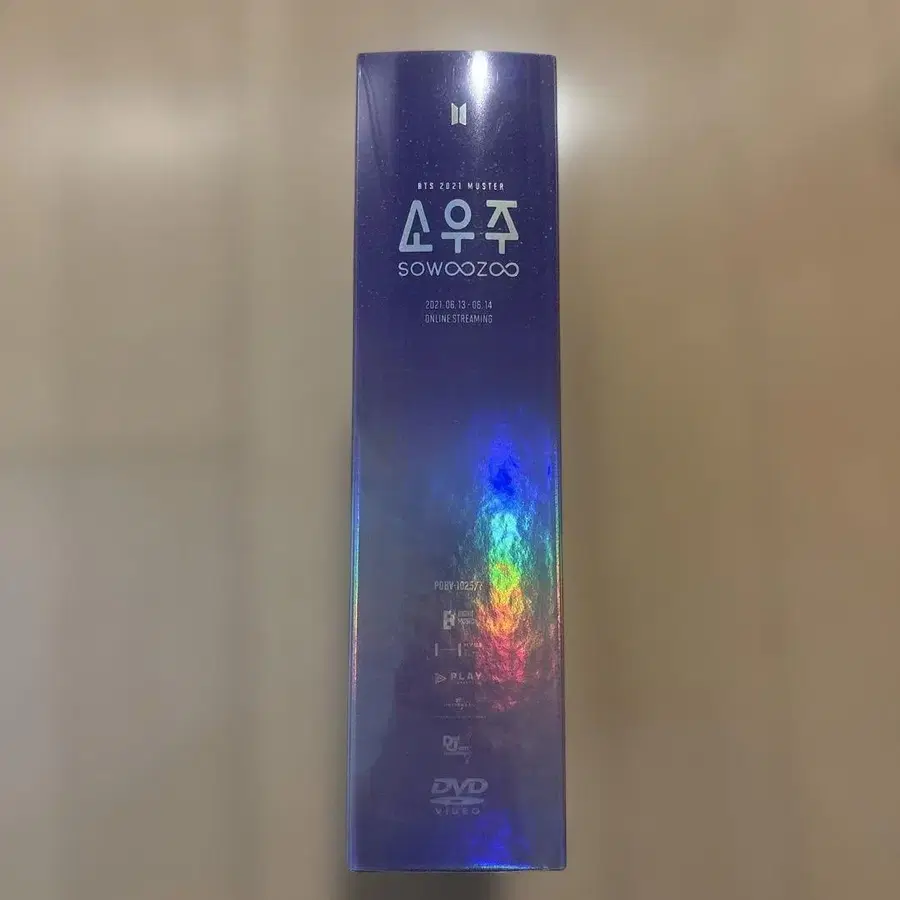 BTS 2021 MUSTER
소우주
SOWOOZOO
2021. 06. 13 - 06. 14
ONLINE STREAMING
PLAY
DVD
VIDEO